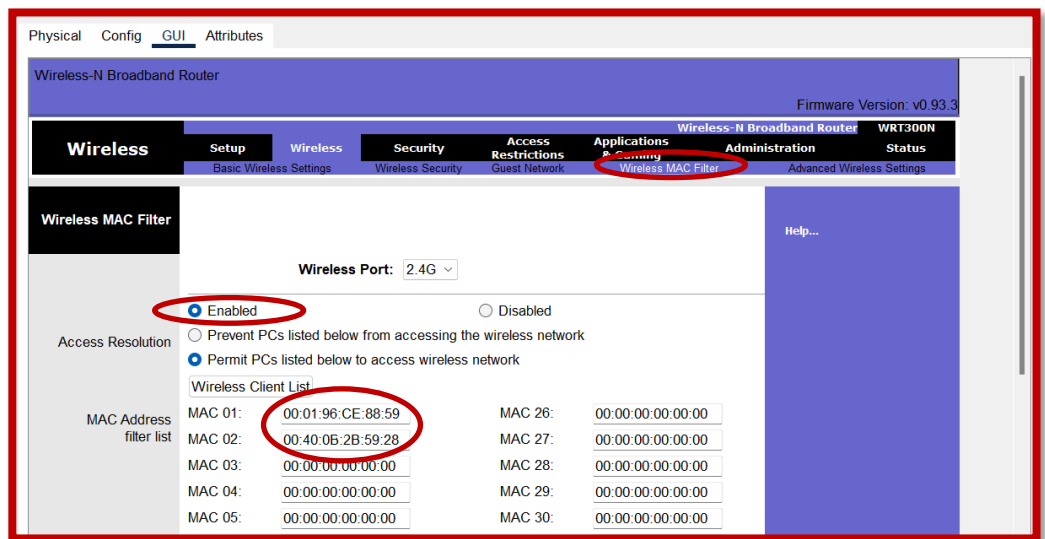 Physical Config GUI Attributes
Wireless-N Broadband Router
Firmware Version: v0.93.3
Wireless-N Broadband Router WRT300N
Wireless
Setup Wireless Security Access Restrictions Applications & Gaming Administration Status
Basic Wireless Settings Wireless Security Guest Network Wireless MAC Filter Advanced Wireless Settings
Wireless MAC Filter
Help...
Wireless Port: 2.4G
Enabled Disabled
Access Resolution
Prevent PCs listed below from accessing the wireless network
Permit PCs listed below to access wireless network
Wireless Client List
MAC Address filter list
MAC 01: 00:01:96:CE:88:59 MAC 26: 00:00:00:00:00:00
MAC 02: 00:40:0B:2B:59:28 MAC 27: 00:00:00:00:00:00
MAC 03: 00:00:00:00:00:00 MAC 28: 00:00:00:00:00:00
MAC 04: 00:00:00:00:00:00 MAC 29: 00:00:00:00:00:00
MAC 05: 00:00:00:00:00:00 MAC 30: 00:00:00:00:00:00